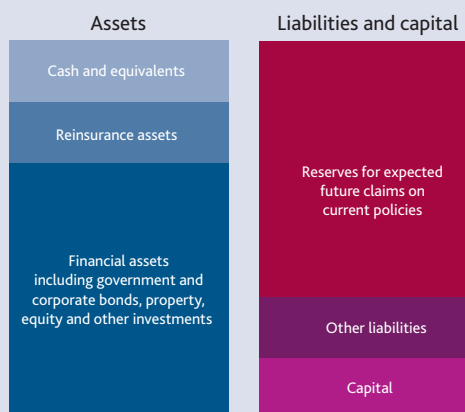 Assets
Cash and equivalents
Reinsurance assets
Financial assets
including government and
corporate bonds, property,
equity and other investments
Liabilities and capital
Reserves for expected
future claims on
current policies
Other liabilities
Capital